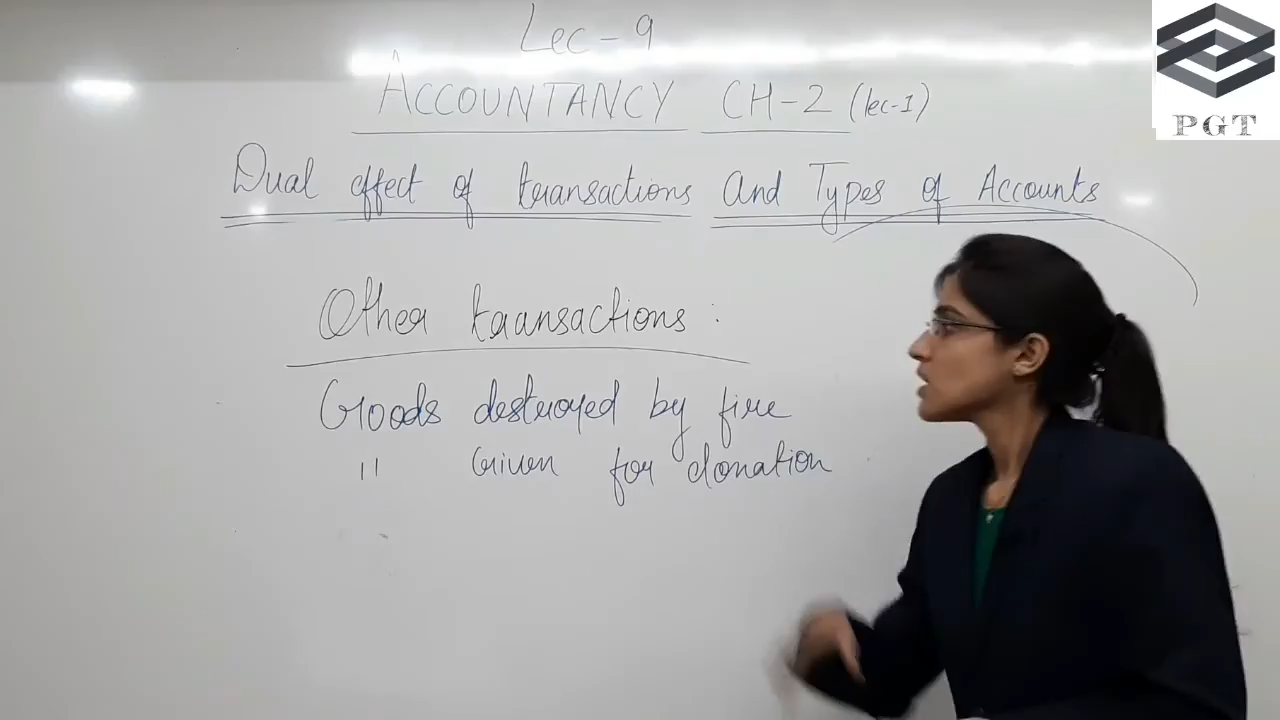 Lec-9
ACCOUNTANCY CH-2 (lec-1)
Dual effect of transactions And Types of Accounts
Other transactions:
Goods destroyed by fire
" Given for donation
PGT